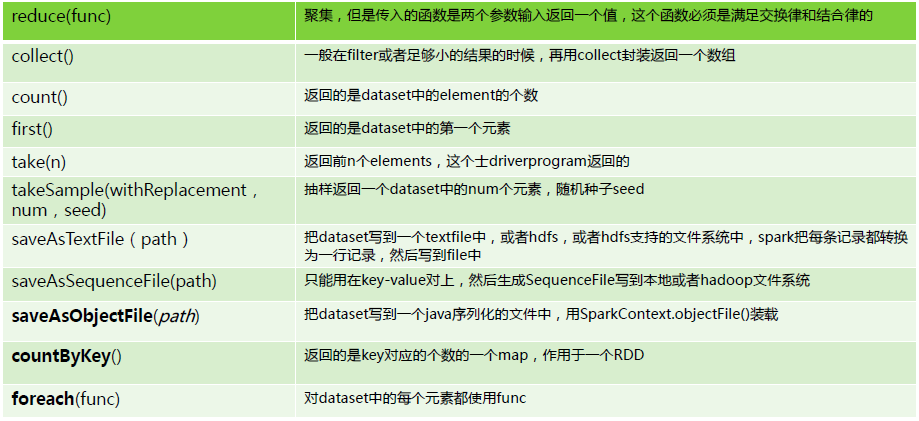 reduce(func) 聚集，但是传入的函数是两个参数输入返回一个值，这个函数必须是满足交换律和结合律的
collect() 一般在filter或者足够小的结果的时候，再用collect封装返回一个数组
count() 返回的是dataset中的element的个数
first() 返回的是dataset中的第一个元素
take(n) 返回前n个elements，这个士driverprogram返回的
takeSample(withReplacement， 抽样返回一个dataset中的num个元素，随机种子seed
num，seed)
saveAsTextFile（path） 把dataset写到一个textfile中，或者hdfs，或者hdfs支持的文件系统中，spark把每条记录都转换
为一行记录，然后写到file中
saveAsSequenceFile(path) 只能用在key-value对上，然后生成SequenceFile写到本地或者hadoop文件系统
saveAsObjectFile(path) 把dataset写到一个java序列化的文件中，用SparkContext.objectFile()装载
countByKey() 返回的是key对应的个数的一个map，作用于一个RDD
foreach(func) 对dataset中的每个元素都使用func